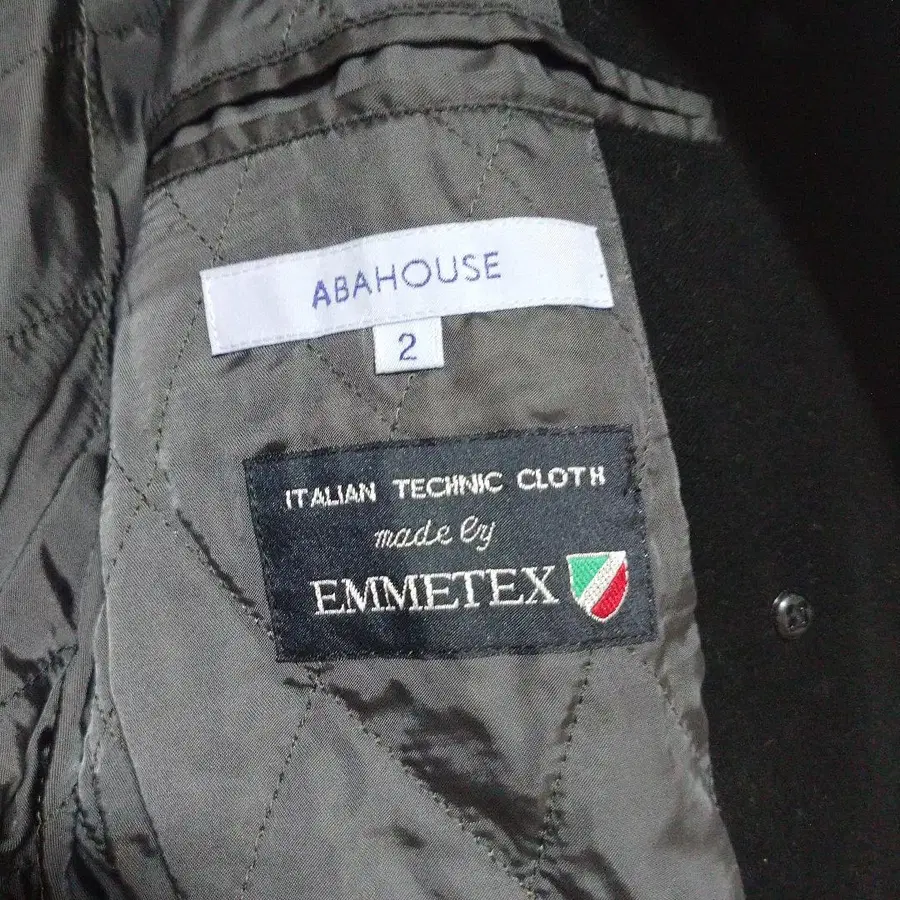 ABAHOUSE
2
ITALIAN TECHNIC CLOTH
made by
EMMETEX